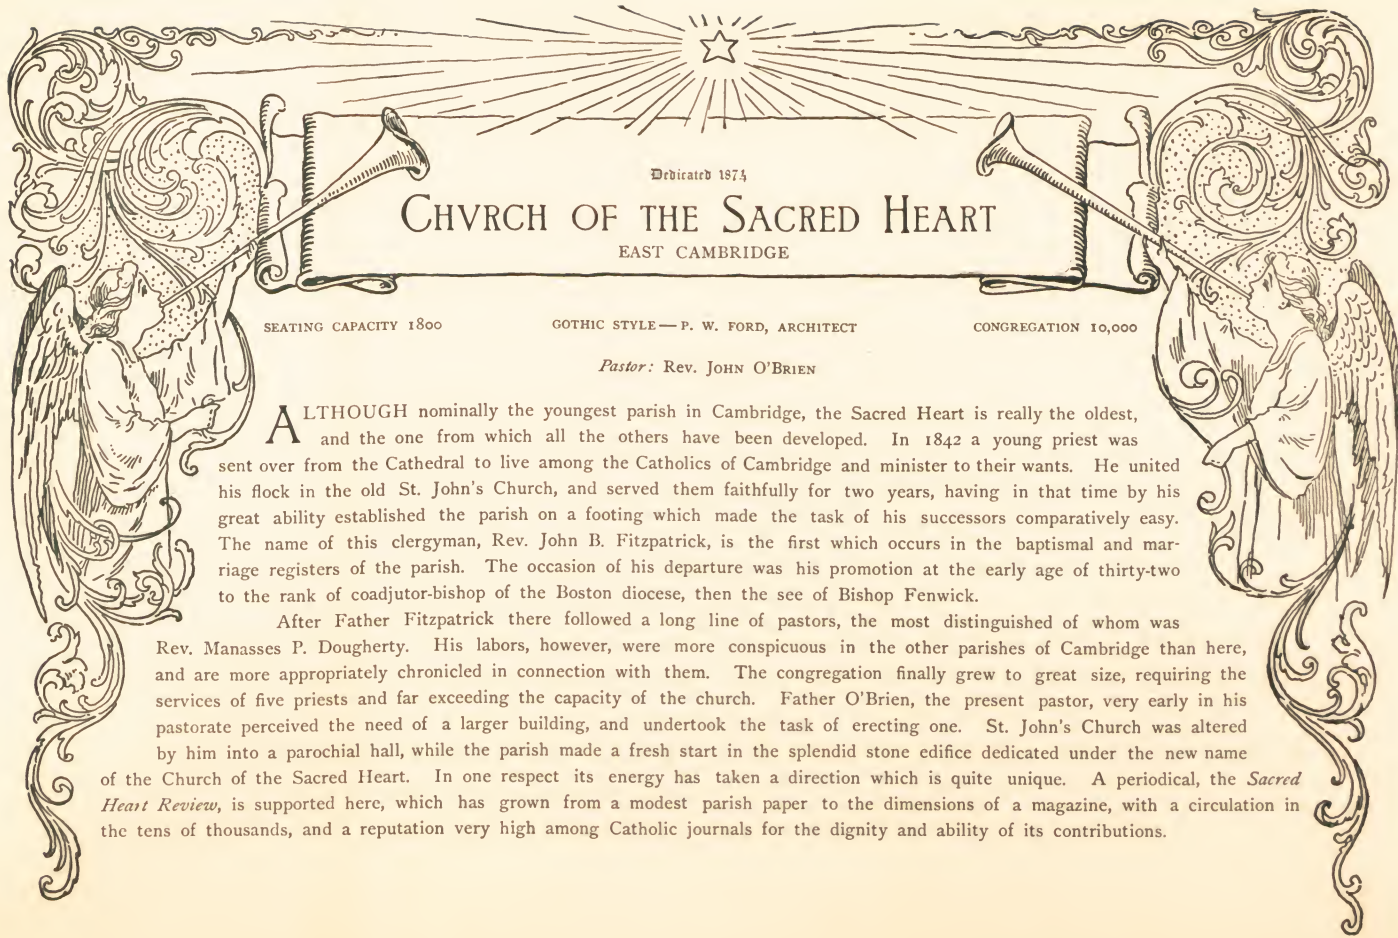 Dedicated 1874
CHVRCH OF THE SACRED HEART
EAST CAMBRIDGE
SEATING CAPACITY 1800
GOTHIC STYLE—P. W. FORD, ARCHITECT
CONGREGATION 10,000
Pastor: Rev. JOHN O'BRIEN
ALTHOUGH nominally the youngest parish in Cambridge, the Sacred Heart is really the oldest,
and the one from which all the others have been developed. In 1842 a young priest was
sent over from the Cathedral to live among the Catholics of Cambridge and minister to their wants. He united
his flock in the old St. John's Church, and served them faithfully for two years, having in that time by his
great ability established the parish on a footing which made the task of his successors comparatively easy.
The name of this clergyman, Rev. John B. Fitzpatrick, is the first which occurs in the baptismal and mar-
riage registers of the parish. The occasion of his departure was his promotion at the early age of thirty-two
to the rank of coadjutor-bishop of the Boston diocese, then the see of Bishop Fenwick.
After Father Fitzpatrick there followed a long line of pastors, the most distinguished of whom was
Rev. Manasses P. Dougherty. His labors, however, were more conspicuous in the other parishes of Cambridge than here,
and are more appropriately chronicled in connection with them. The congregation finally grew to great size, requiring the
services of five priests and far exceeding the capacity of the church. Father O'Brien, the present pastor, very early in his
pastorate perceived the need of a larger building, and undertook the task of erecting one. St. John's Church was altered
by him into a parochial hall, while the parish made a fresh start in the splendid stone edifice dedicated under the new name
of the Church of the Sacred Heart. In one respect its energy has taken a direction which is quite unique. A periodical, the Sacred
Heart Review, is supported here, which has grown from a modest parish paper to the dimensions of a magazine, with a circulation in
the tens of thousands, and a reputation very high among Catholic journals for the dignity and ability of its contributions.